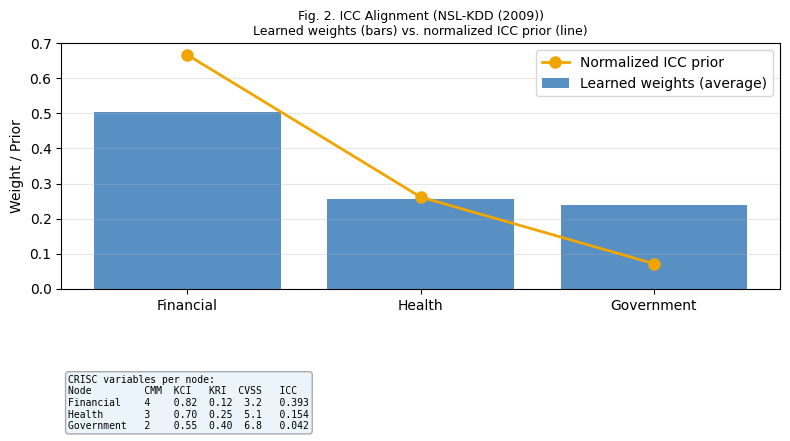 Fig. 2. ICC Alignment (NSL-KDD (2009))
Learned weights (bars) vs. normalized ICC prior (line)
Normalized ICC prior
Learned weights (average)
Weight / Prior
0.7
0.6
0.5
0.4
0.3
0.2
0.1
0.0
Financial Health Government
CRISC variables per node:
Node CMM KCI KRI CVSS ICC
Financial 4 0.82 0.12 3.2 0.393
Health 3 0.70 0.25 5.1 0.154
Government 2 0.55 0.40 6.8 0.042